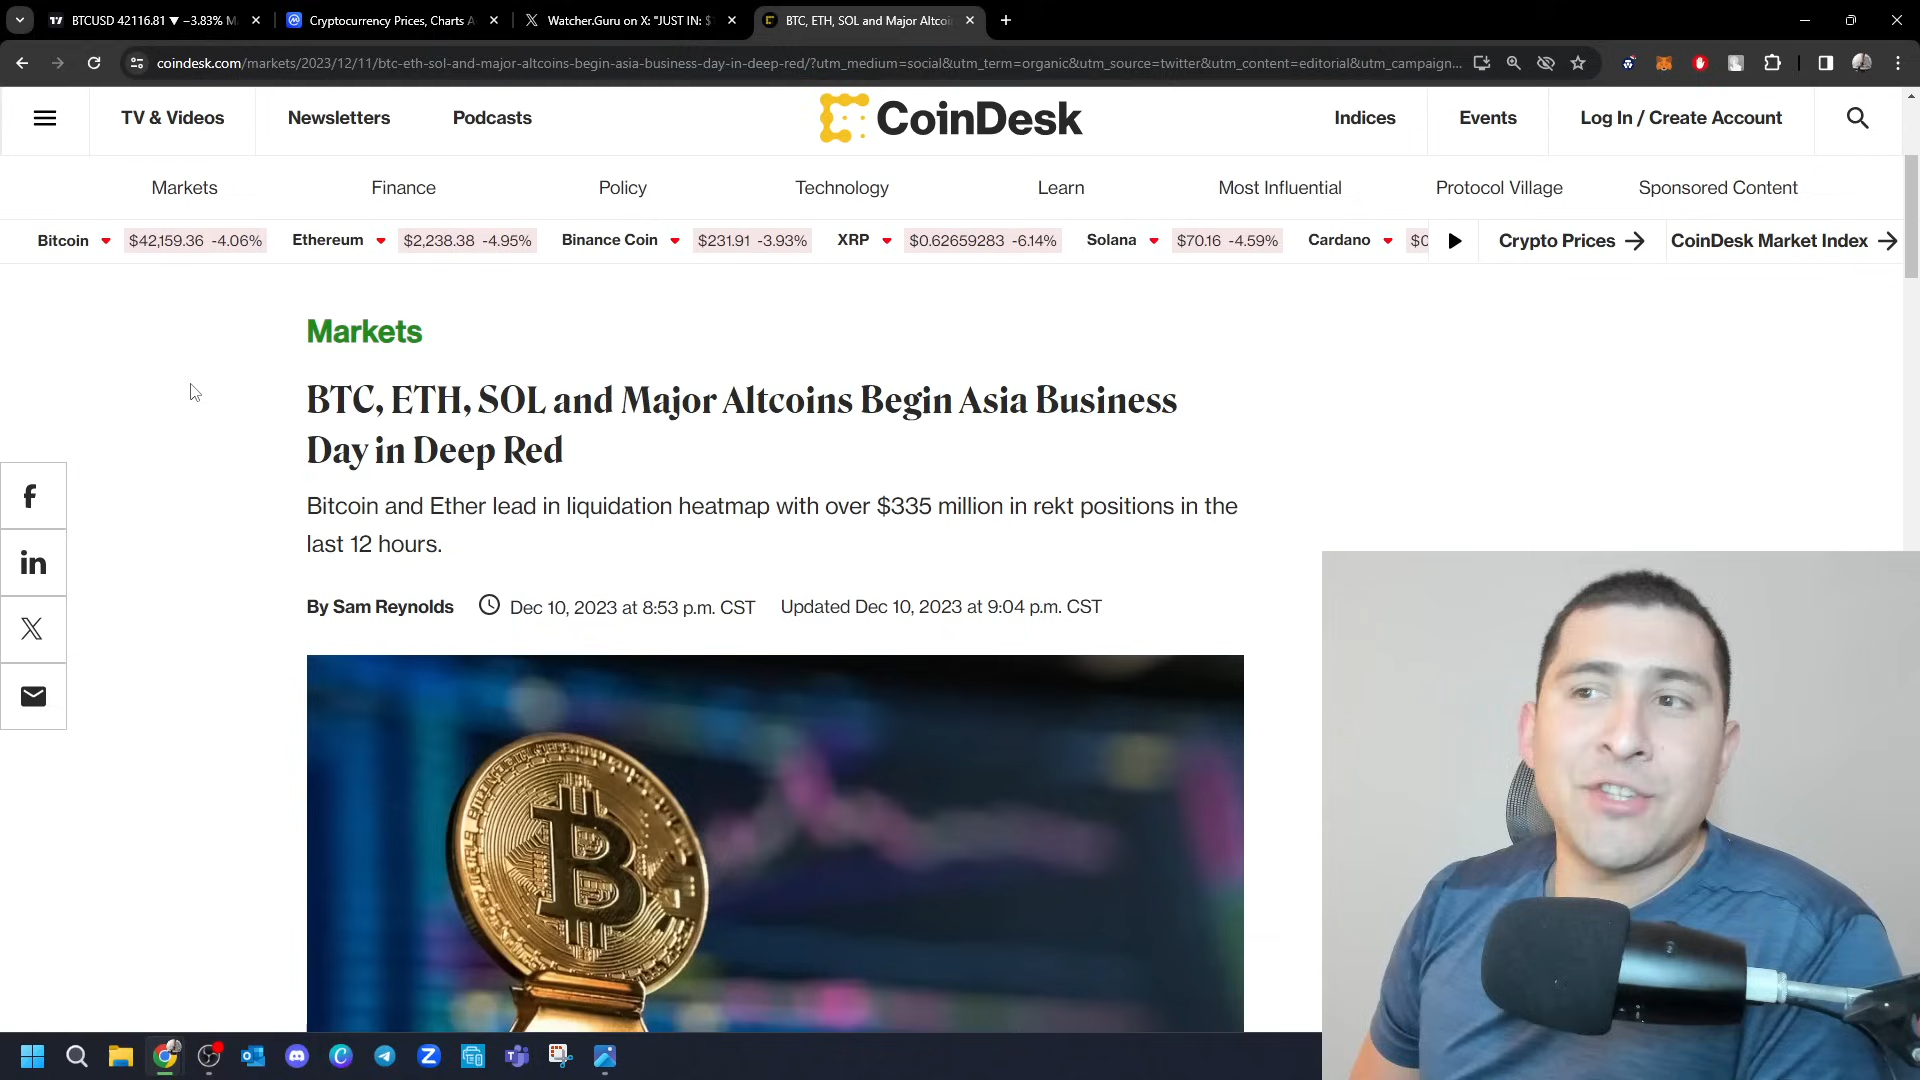 BTCUSD 42116.81 ▼ −3.83%
Cryptocurrency Prices, Charts A
Watcher.Guru on X: "JUST IN: $
BTC, ETH, SOL and Major Altcoi
coindesk.com/markets/2023/12/11/btc-eth-sol-and-major-altcoins-begin-asia-business-day-in-deep-red/?utm_medium=social&utm_term=organic&utm_source=twitter&utm_content=editorial&utm_campaign...
TV & Videos
Newsletters
Podcasts
CoinDesk
Indices
Events
Log In / Create Account
Markets
Finance
Policy
Technology
Learn
Most Influential
Protocol Village
Sponsored Content
Bitcoin $42,159.36 -4.06%
Ethereum $2,238.38 -4.95%
Binance Coin $231.91 -3.93%
XRP $0.62659283 -6.14%
Solana $70.16 -4.59%
Cardano $0
Crypto Prices →
CoinDesk Market Index →
Markets
BTC, ETH, SOL and Major Altcoins Begin Asia Business
Day in Deep Red
Bitcoin and Ether lead in liquidation heatmap with over $335 million in rekt positions in the
last 12 hours.
By Sam Reynolds Dec 10, 2023 at 8:53 p.m. CST Updated Dec 10, 2023 at 9:04 p.m. CST